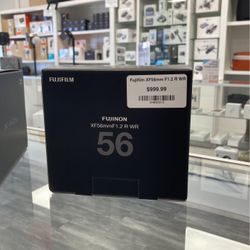 FUJIFILM
Fujifilm XF56mm F1.2 R WR
$999.99
FUJINON
XF56mmF1.2 R WR
56